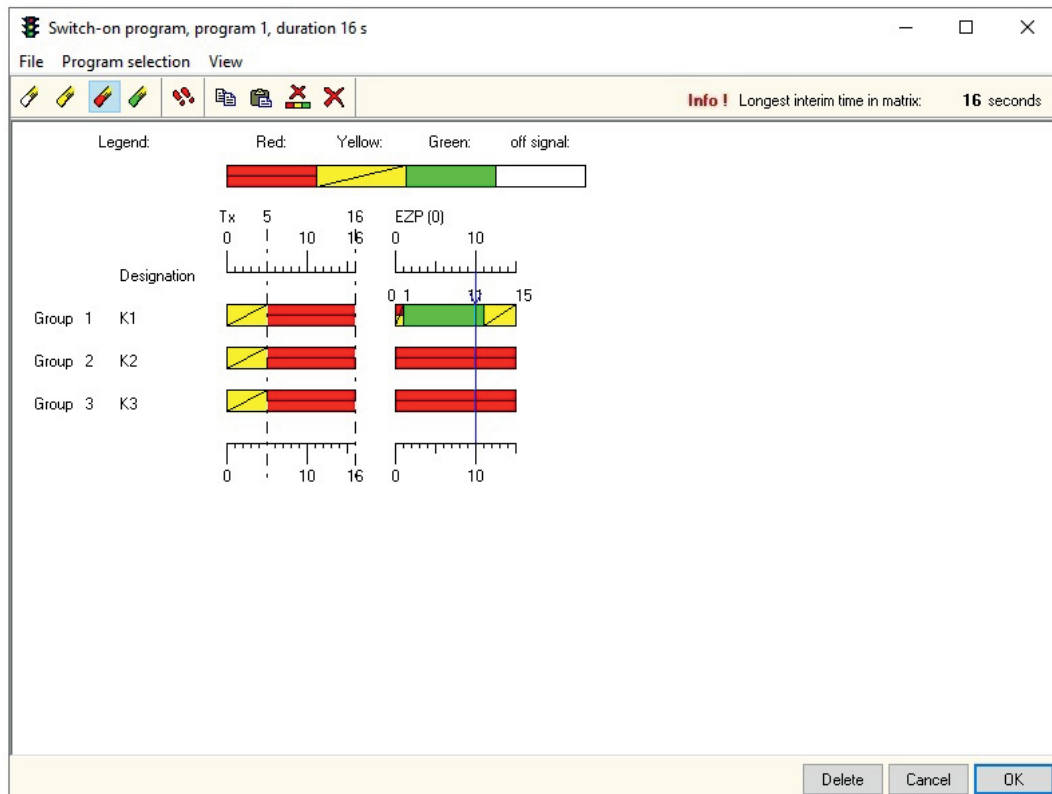 Switch-on program, program 1, duration 16 s
File Program selection View
Info ! Longest interim time in matrix: 16 seconds
Legend: Red: Yellow: Green: off signal:
Tx 5 16 EZP (0)
0 10 16 0 10
Designation
0 1 11 15
Group 1 K1
Group 2 K2
Group 3 K3
0 10 16 0 10
Delete Cancel OK